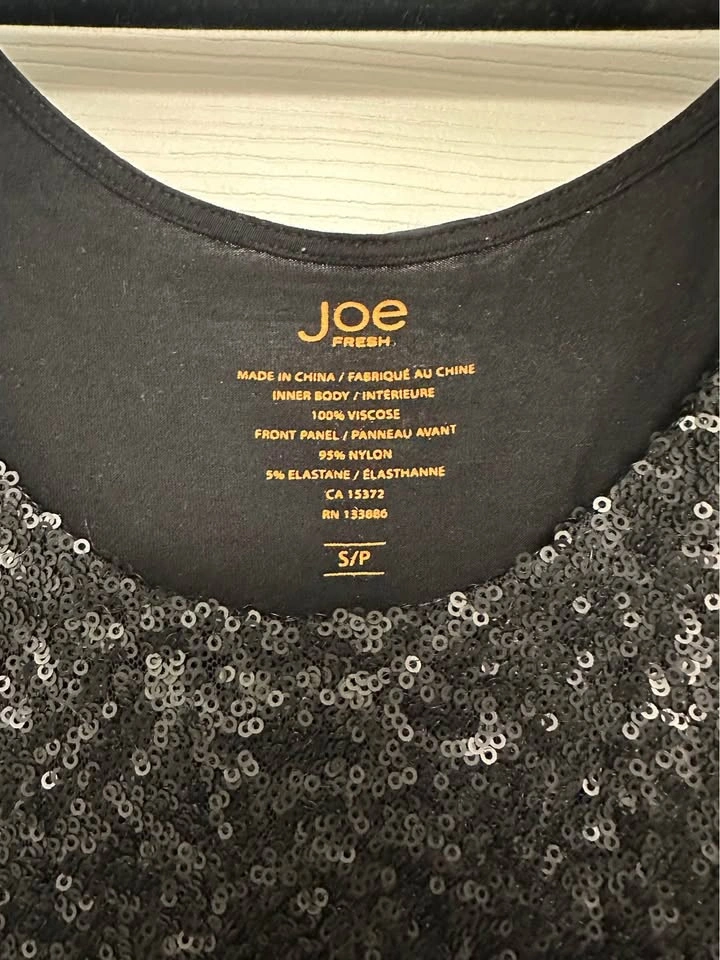 Joe
FRESH
MADE IN CHINA / FABRIQUÉ AU CHINE
INNER BODY / INTÉRIEURE
100% VISCOSE
FRONT PANEL / PANNEAU AVANT
95% NYLON
5% ELASTANE / ÉLASTHANNE
CA 15372
RN 133886
S/P